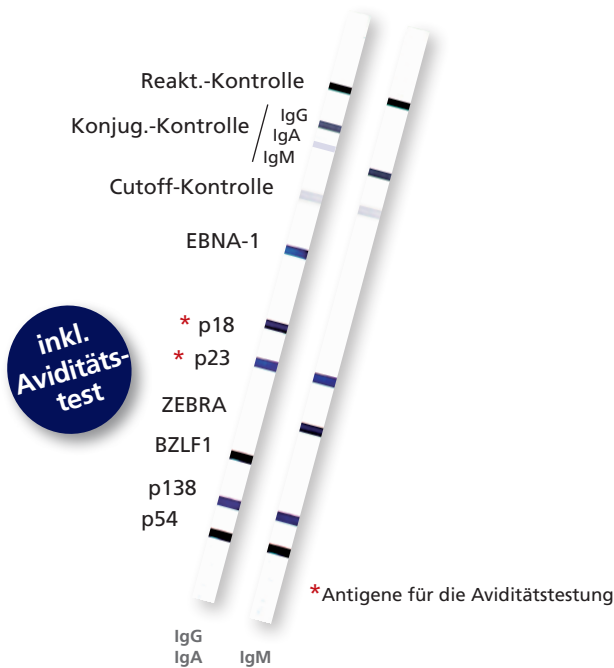 Reakt.-Kontrolle
Konjug.-Kontrolle
IgG
IgA
IgM
Cutoff-Kontrolle
EBNA-1
* p18
* p23
ZEBRA
BZLF1
p138
p54
inkl.
Aviditäts-
test
*Antigene für die Aviditätstestung
IgG
IgA IgM